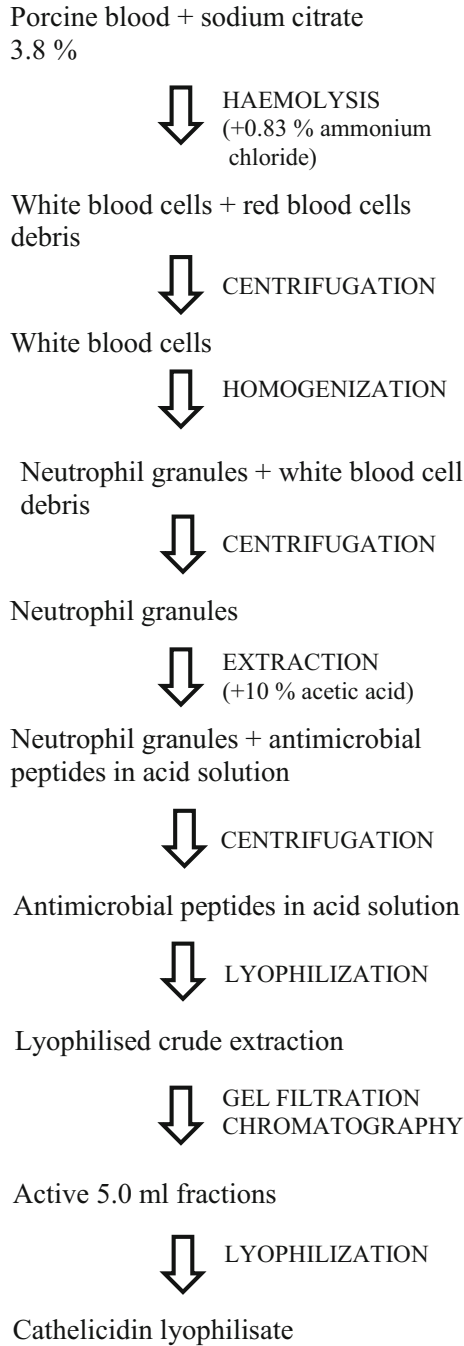 Porcine blood + sodium citrate
3.8 %
HAEMOLYSIS
(+0.83 % ammonium
chloride)
White blood cells + red blood cells
debris
CENTRIFUGATION
White blood cells
HOMOGENIZATION
Neutrophil granules + white blood cell
debris
CENTRIFUGATION
Neutrophil granules
EXTRACTION
(+10 % acetic acid)
Neutrophil granules + antimicrobial
peptides in acid solution
CENTRIFUGATION
Antimicrobial peptides in acid solution
LYOPHILIZATION
Lyophilised crude extraction
GEL FILTRATION
CHROMATOGRAPHY
Active 5.0 ml fractions
LYOPHILIZATION
Cathelicidin lyophilisate